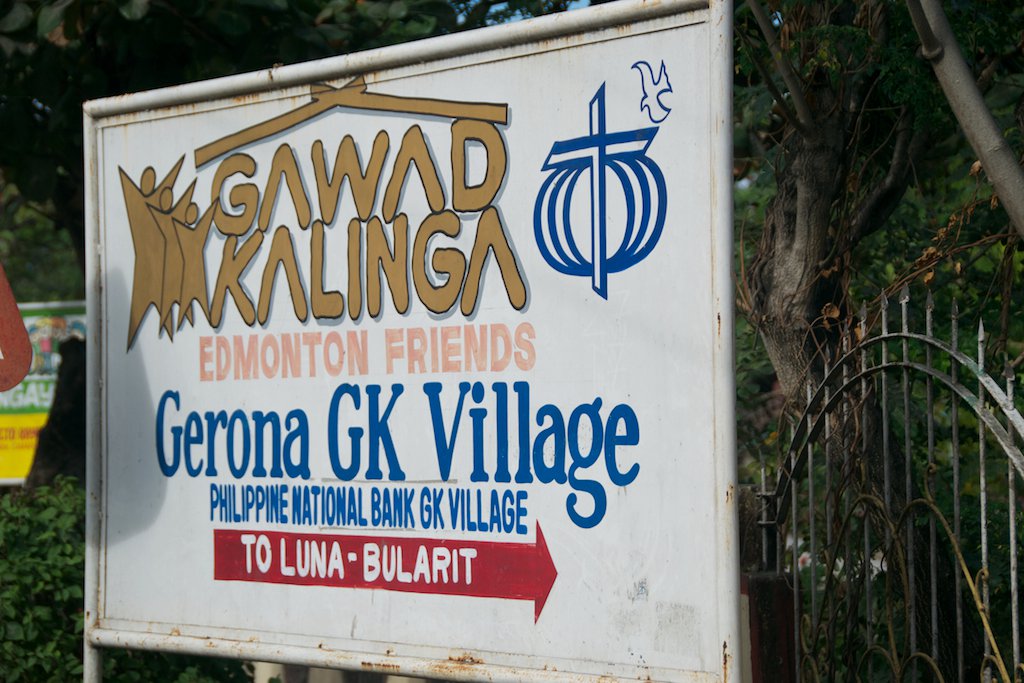 GAWAD
KALINGA
EDMONTON FRIENDS
Gerona GK Village
PHILIPPINE NATIONAL BANK GK VILLAGE
TO LUNA - BULARIT